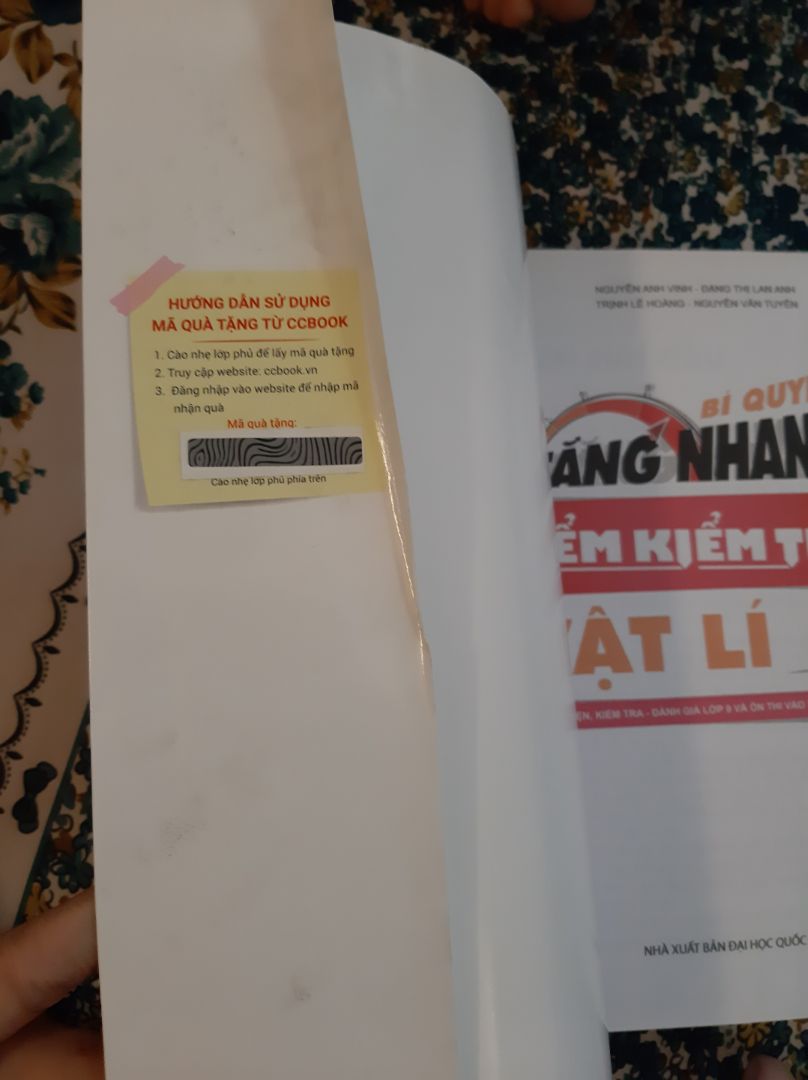 HƯỚNG DẪN SỬ DỤNG
MÃ QUÀ TẶNG TỪ CCBOOK
1. Cào nhẹ lớp phủ để lấy mã quà tặng
2. Truy cập website: ccbook.vn
3. Đăng nhập vào website để nhập mã
nhận quà
Mã quà tặng:
Cào nhẹ lớp phủ phía trên
NGUYỄN ANH VINH - ĐẶNG THỊ LAN ANH
TRỊNH LÊ HOÀNG - NGUYỄN VĂN TUYÊN
BÍ QUY
TĂNG NHAN
ỂM KIỂM T
VẬT LÍ
ỆN, KIỂM TRA - ĐÁNH GIÁ LỚP 9 VÀ ÔN THI VÀO
NHÀ XUẤT BẢN ĐẠI HỌC QUỐC